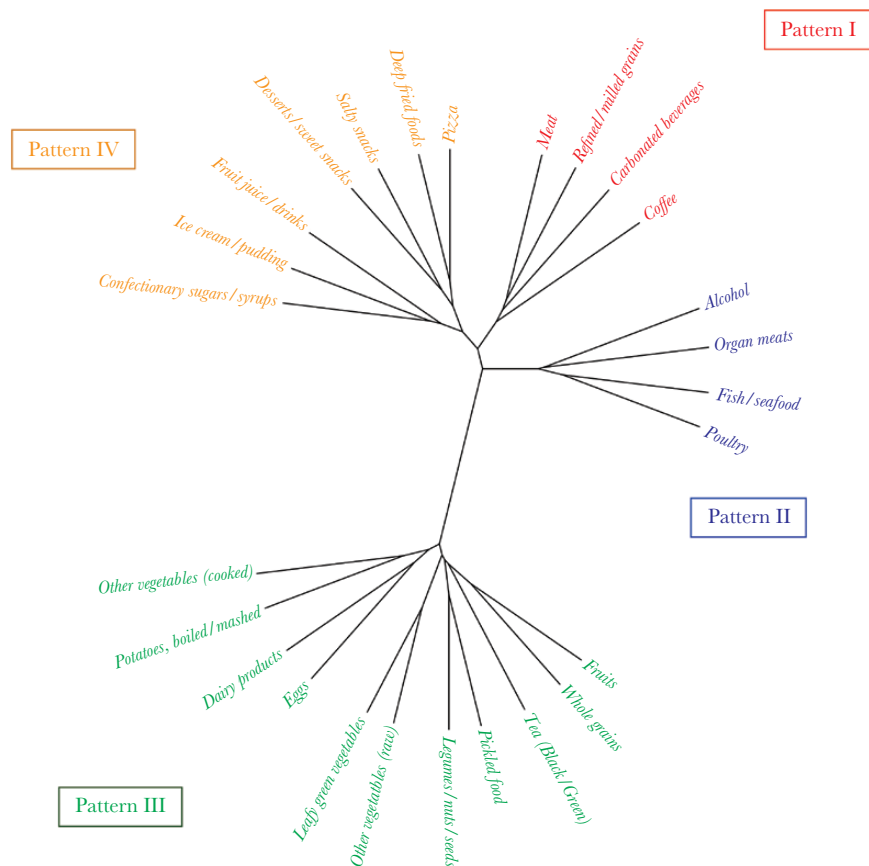 Pattern I
Meat
Refined/milled grains
Carbonated beverages
Coffee
Pattern IV
Pizza
Deep fried foods
Salty snacks
Desserts/sweet snacks
Fruit juice/drinks
Ice cream/pudding
Confectionary sugars/syrups
Alcohol
Organ meats
Fish/seafood
Poultry
Pattern II
Other vegetables (cooked)
Potatoes, boiled/mashed
Dairy products
Eggs
Leafy green vegetables
Other vegetatbles (raw)
Legumes/nuts/seeds
Pickled food
Tea (Black/Green)
Whole grains
Fruits
Pattern III